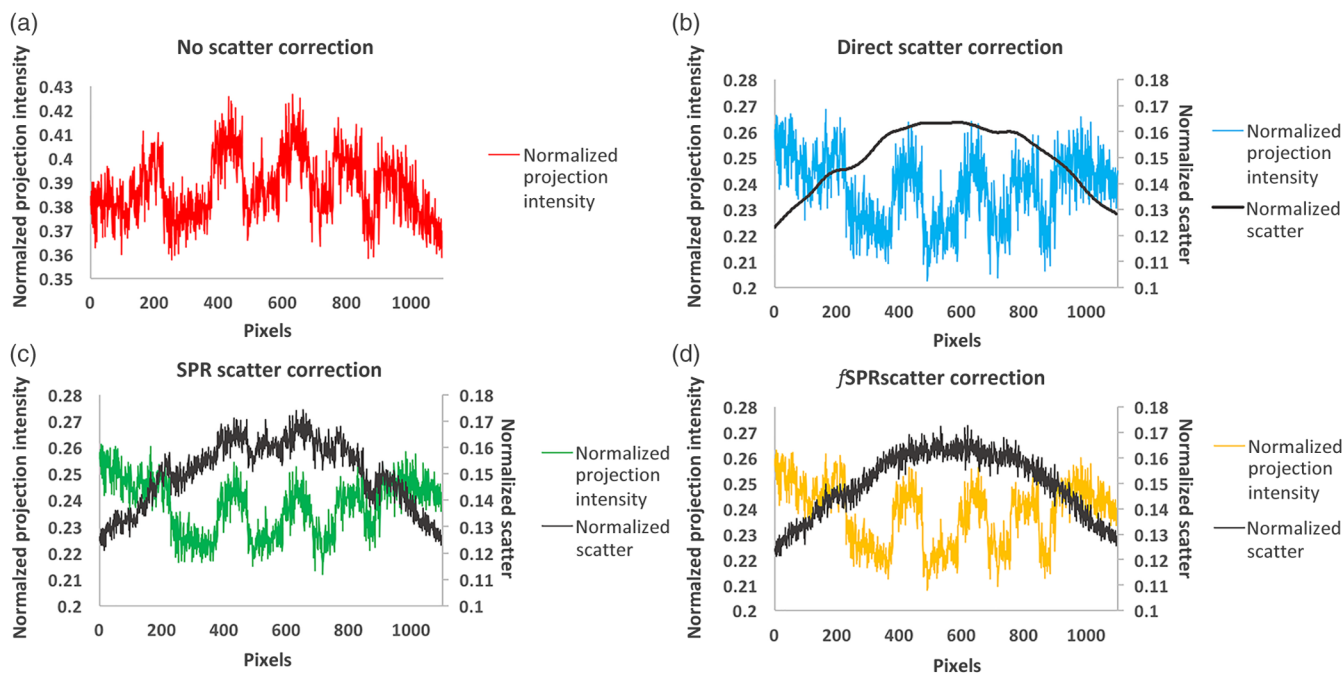 (a)
No scatter correction
Normalized projection intensity
0.43
0.42
0.41
0.4
0.39
0.38
0.37
0.36
0.35
0 200 400 600 800 1000
Pixels
Normalized
projection
intensity
(b)
Direct scatter correction
Normalized projection intensity
0.28
0.27
0.26
0.25
0.24
0.23
0.22
0.21
0.2
0.18
0.17
0.16
0.15
0.14
0.13
0.12
0.11
0.1
Normalized scatter
0 200 400 600 800 1000
Pixels
Normalized
projection
intensity
Normalized
scatter
(c)
SPR scatter correction
Normalized projection intensity
0.28
0.27
0.26
0.25
0.24
0.23
0.22
0.21
0.2
0.18
0.17
0.16
0.15
0.14
0.13
0.12
0.11
0.1
Normalized scatter
0 200 400 600 800 1000
Pixels
Normalized
projection
intensity
Normalized
scatter
(d)
fSPRscatter correction
Normalized projection intensity
0.28
0.27
0.26
0.25
0.24
0.23
0.22
0.21
0.2
0.18
0.17
0.16
0.15
0.14
0.13
0.12
0.11
0.1
Normalized scatter
0 200 400 600 800 1000
Pixels
Normalized
projection
intensity
Normalized
scatter